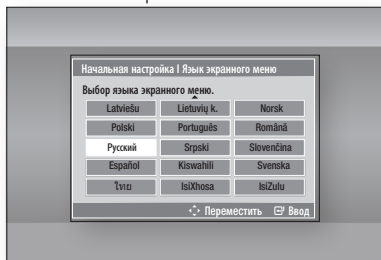 Начальная настройка | Язык экранного меню
Выбор языка экранного меню.
Latviešu Lietuvių k. Norsk
Polski Português Română
Русский Srpski Slovenčina
Español Kiswahili Svenska
ไทย IsiXhosa IsiZulu
Переместить Ввод